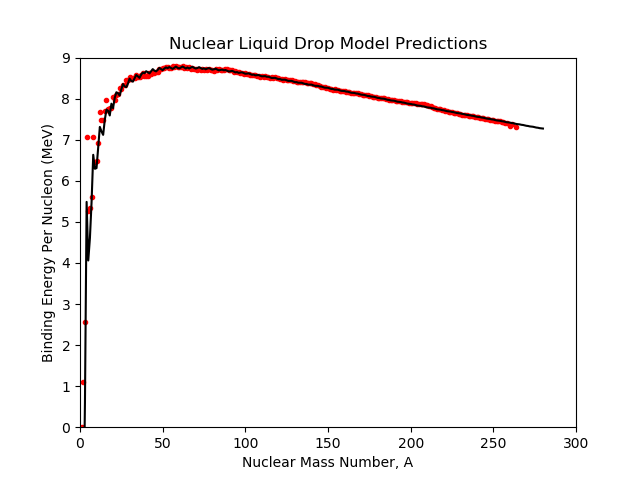 Nuclear Liquid Drop Model Predictions
9
8
7
6
5
4
3
2
1
0
Binding Energy Per Nucleon (MeV)
0 50 100 150 200 250 300
Nuclear Mass Number, A